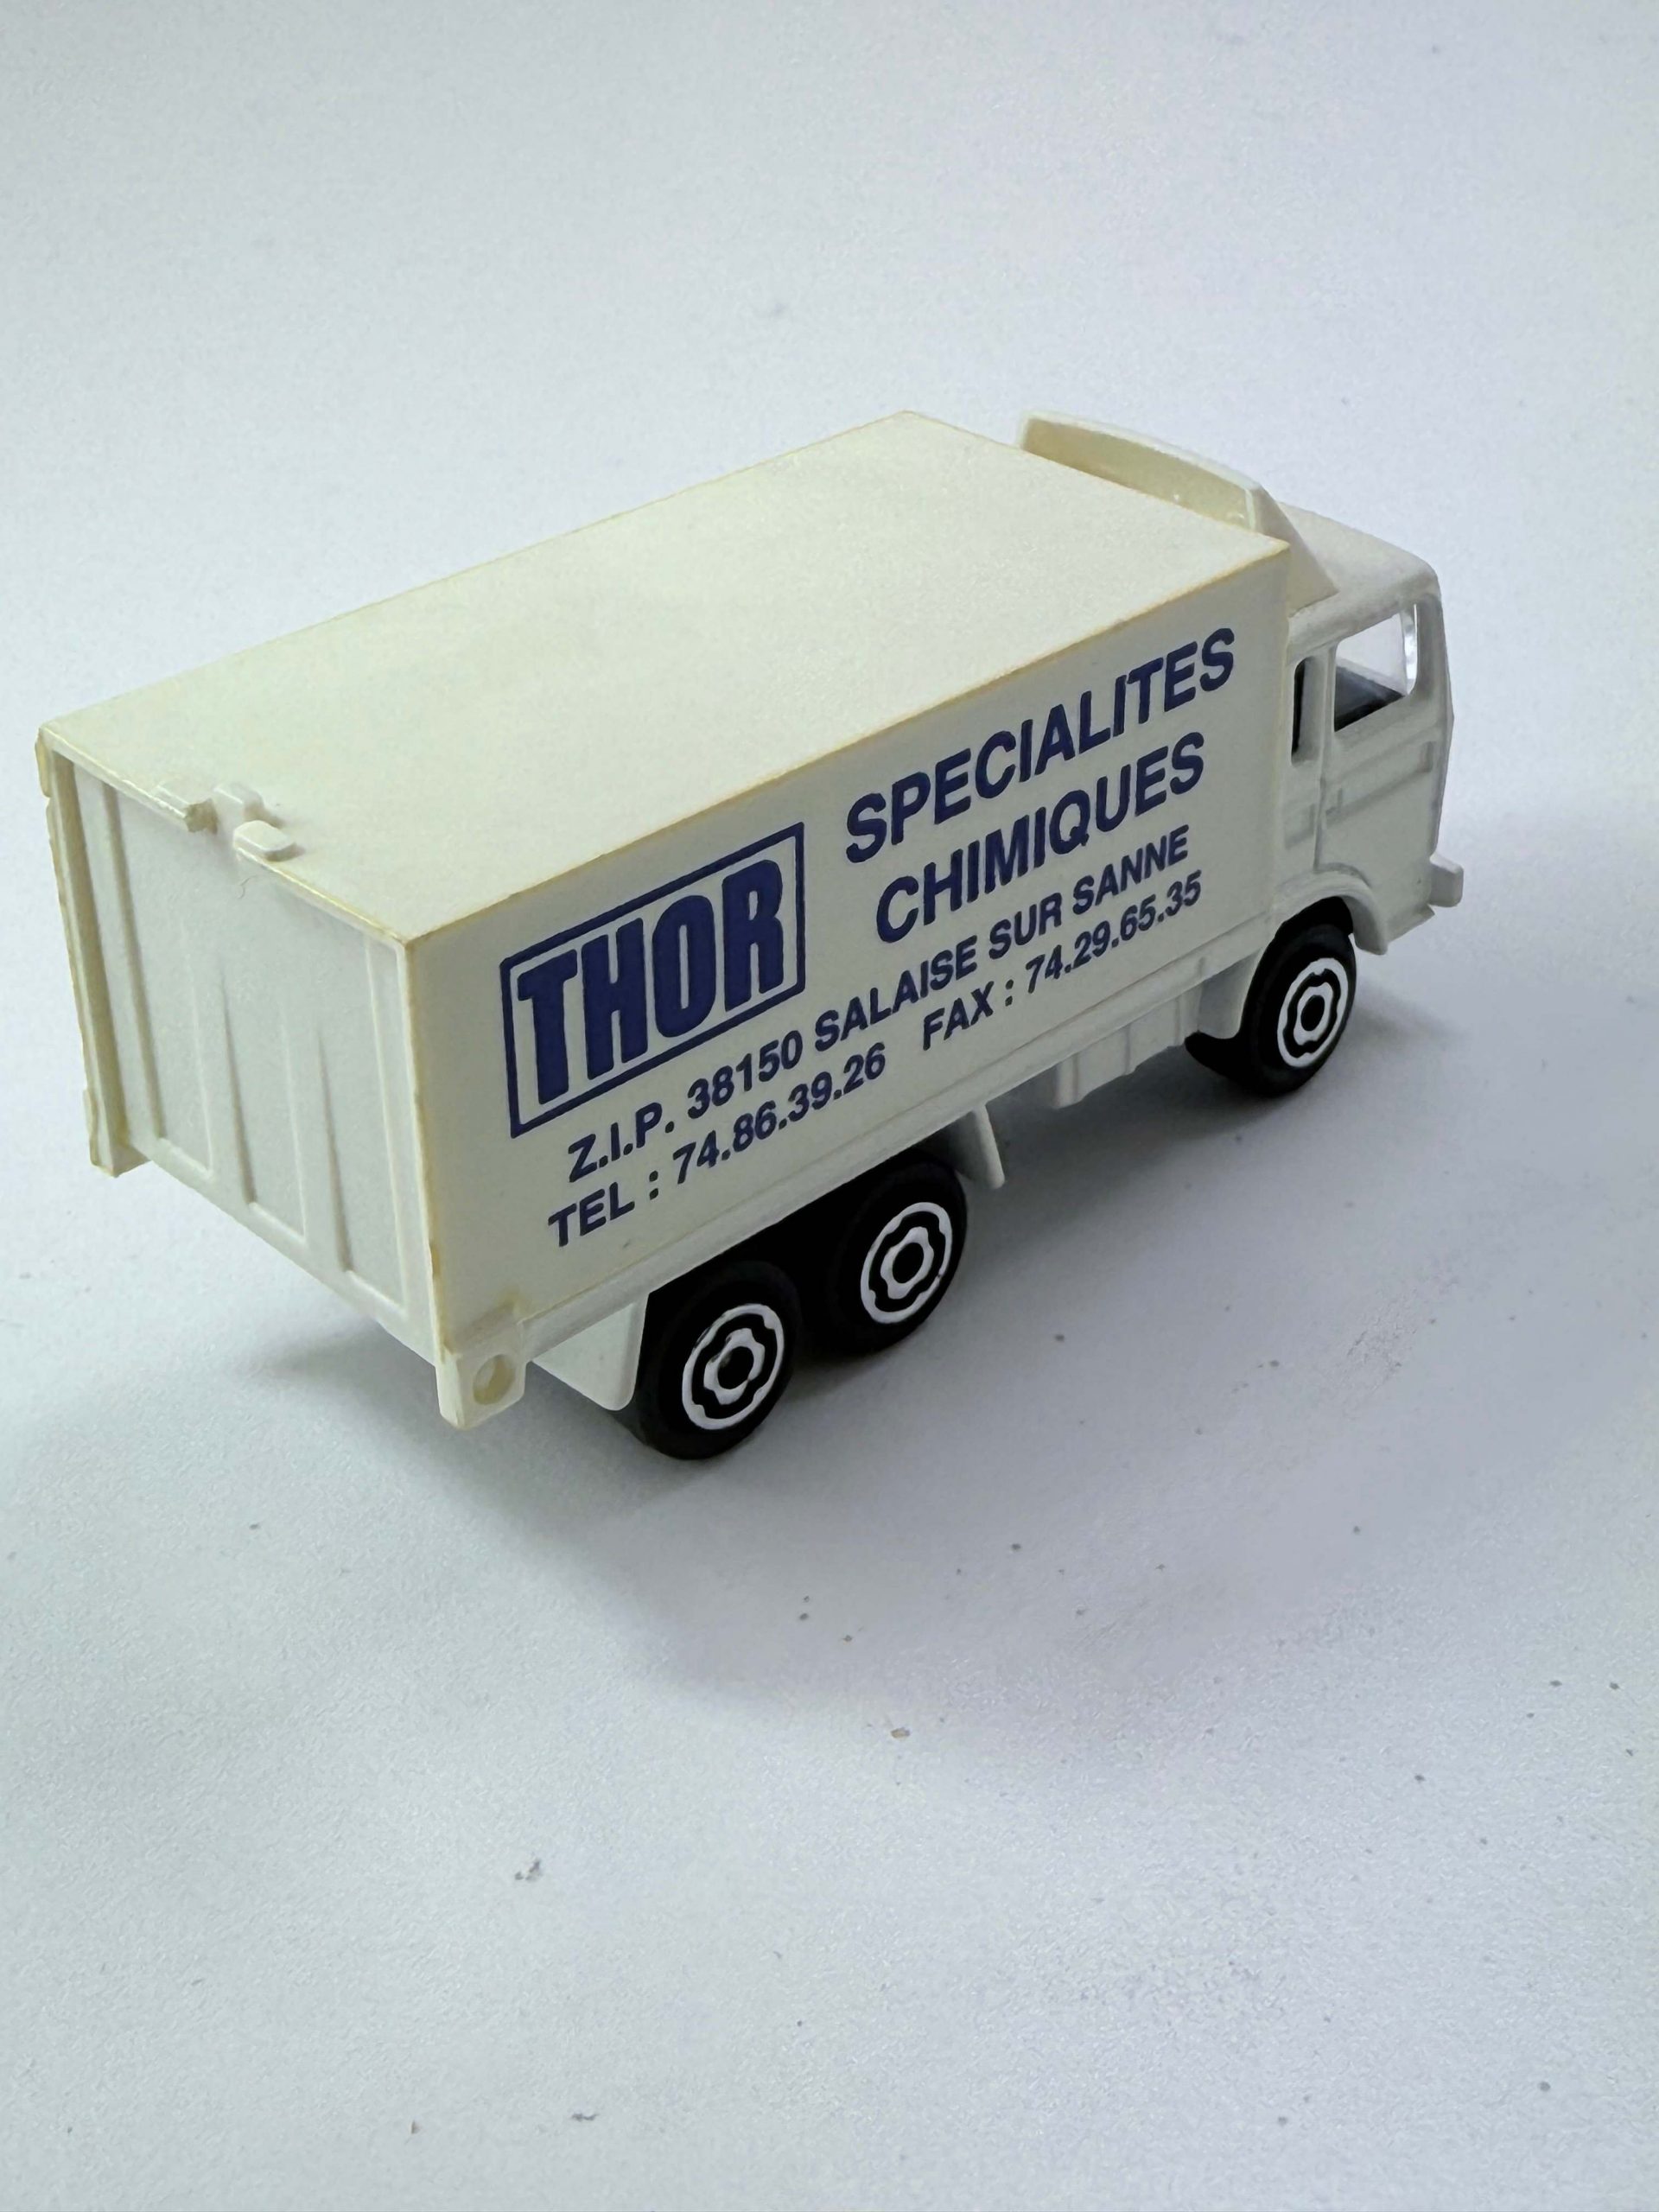 THOR
SPECIALITES
CHIMIQUES
Z.I.P. 38150 SALAISE SUR SANNE
TEL : 74.86.39.26 FAX : 74.29.65.35